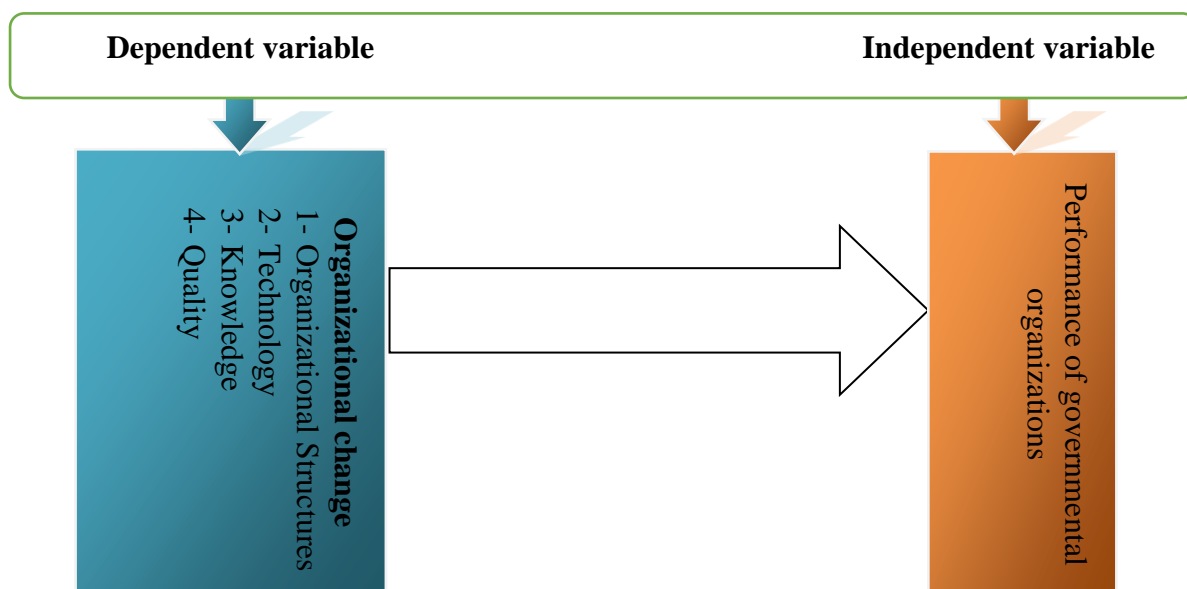 Dependent variable
Independent variable
Organizational change
1- Organizational Structures
2- Technology
3- Knowledge
4- Quality
Performance of governmental
organizations